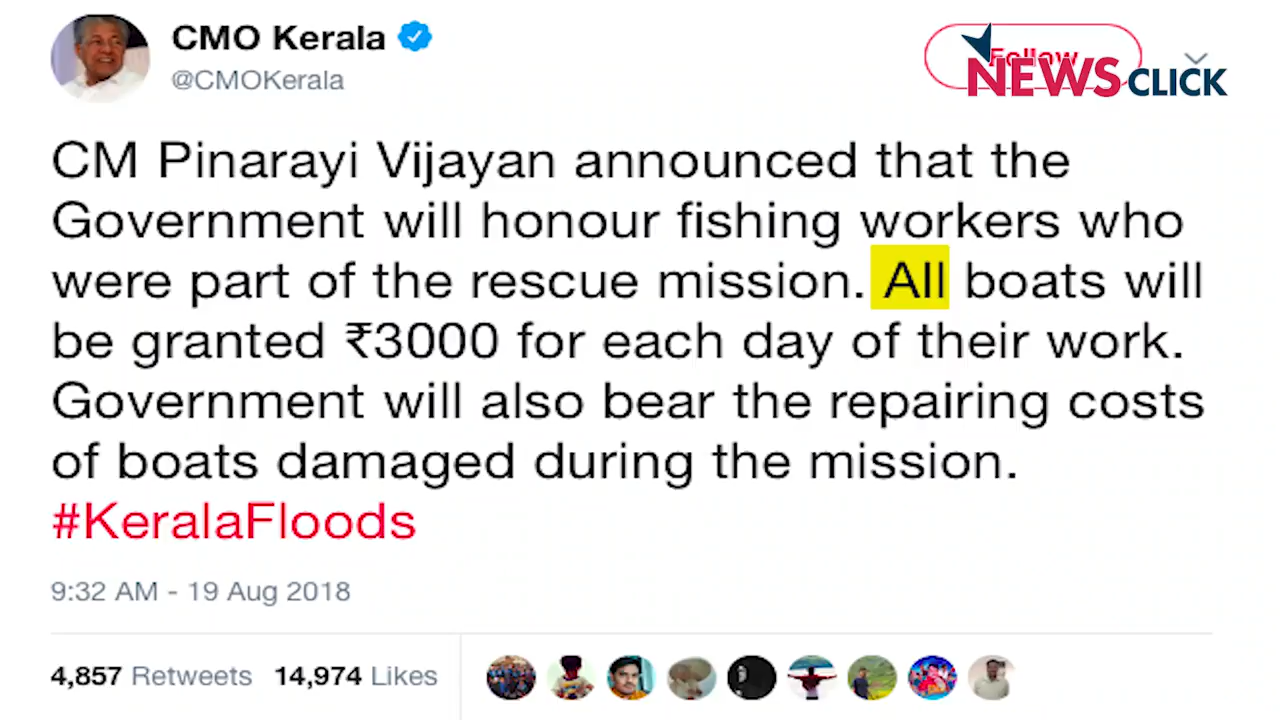 CMO Kerala
@CMOKerala
Follow
NEWSCLICK
CM Pinarayi Vijayan announced that the
Government will honour fishing workers who
were part of the rescue mission. All boats will
be granted ₹3000 for each day of their work.
Government will also bear the repairing costs
of boats damaged during the mission.
#KeralaFloods
9:32 AM - 19 Aug 2018
4,857 Retweets 14,974 Likes